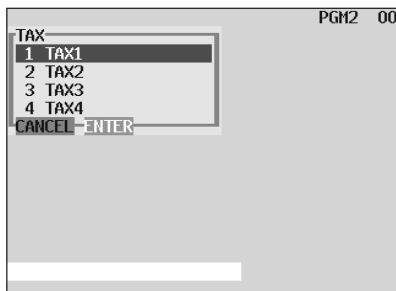 PGM2 00
TAX
1 TAX1
2 TAX2
3 TAX3
4 TAX4
CANCEL ENTER